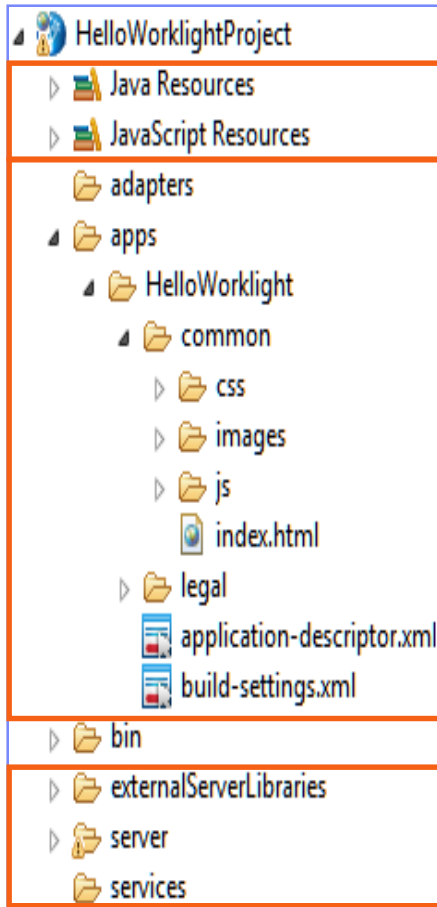 HelloWorklightProject
Java Resources
JavaScript Resources
adapters
apps
HelloWorklight
common
css
images
js
index.html
legal
application-descriptor.xml
build-settings.xml
bin
externalServerLibraries
server
services